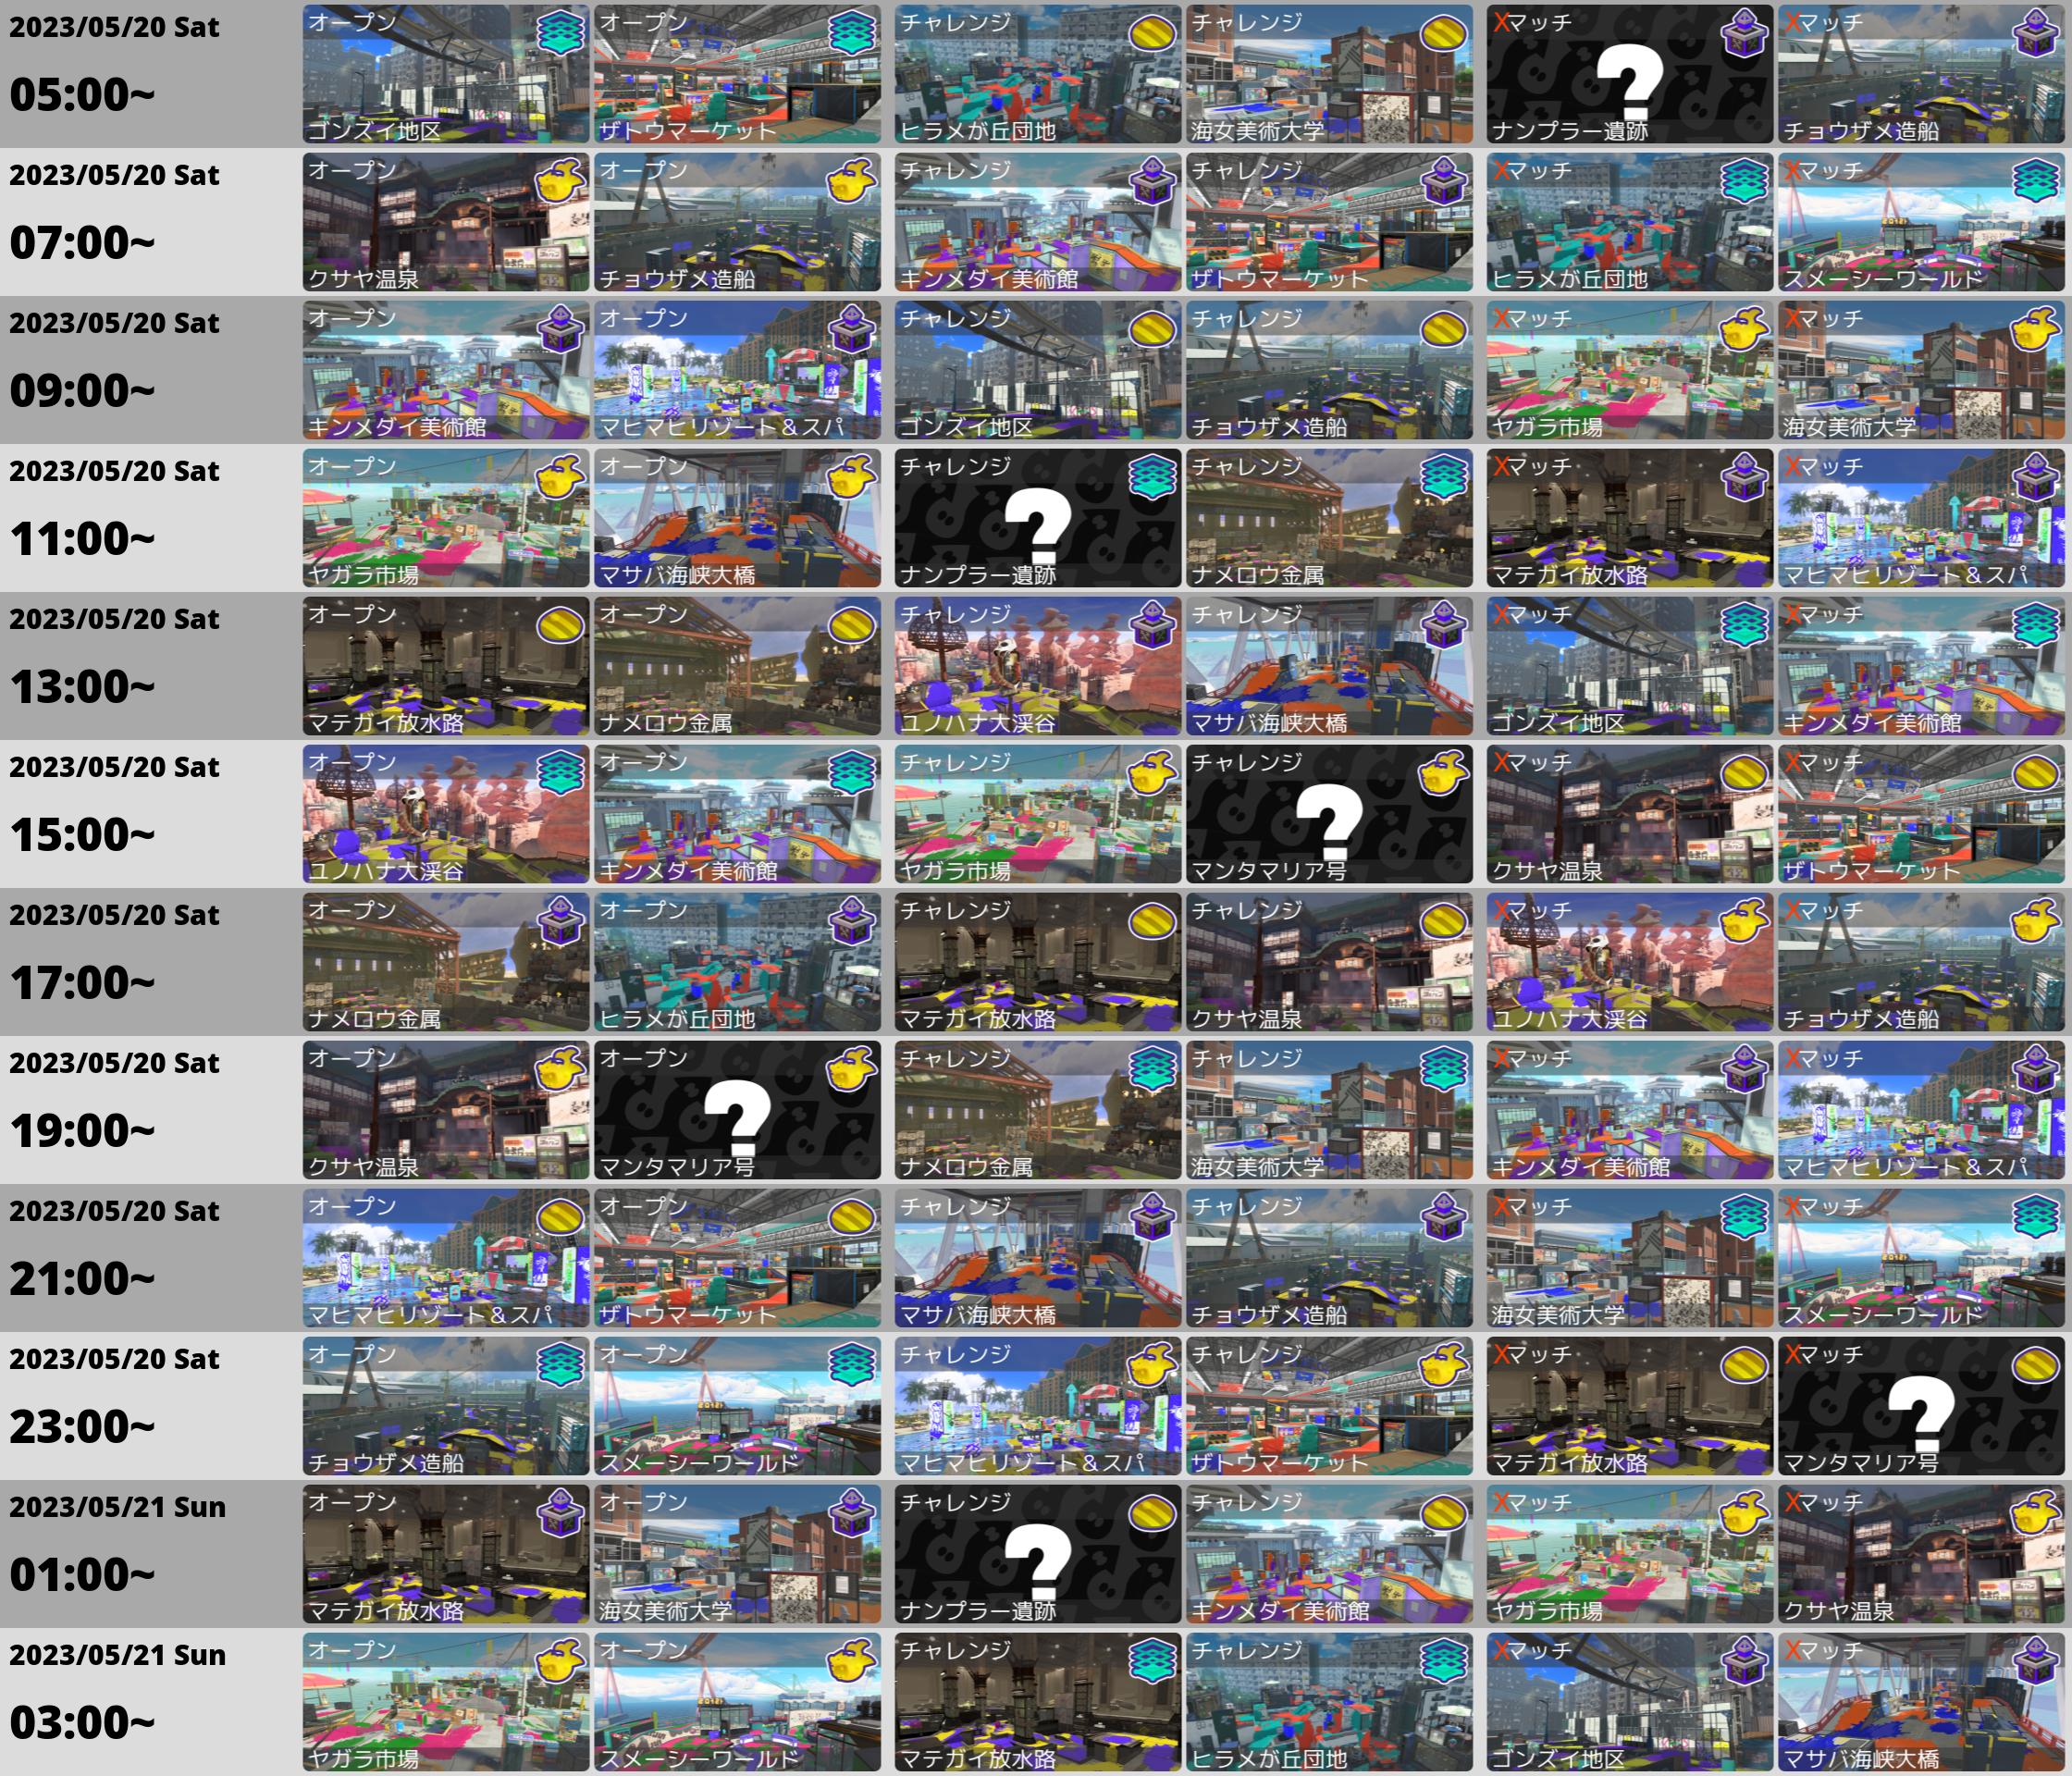 2023/05/20 Sat
05:00~
オープン
ゴンズイ地区
オープン
ザトウマーケット
チャレンジ
ヒラメが丘団地
チャレンジ
海女美術大学
Xマッチ
?
ナンプラー遺跡
Xマッチ
チョウザメ造船
2023/05/20 Sat
07:00~
オープン
クサヤ温泉
オープン
チョウザメ造船
チャレンジ
キンメダイ美術館
チャレンジ
ザトウマーケット
Xマッチ
ヒラメが丘団地
Xマッチ
スメーシーワールド
2023/05/20 Sat
09:00~
オープン
キンメダイ美術館
オープン
マヒマヒリゾート&スパ
チャレンジ
ゴンズイ地区
チャレンジ
チョウザメ造船
Xマッチ
ヤガラ市場
Xマッチ
海女美術大学
2023/05/20 Sat
11:00~
オープン
ヤガラ市場
オープン
マサバ海峡大橋
チャレンジ
?
ナンプラー遺跡
チャレンジ
ナメロウ金属
Xマッチ
マテガイ放水路
Xマッチ
マヒマヒリゾート&スパ
2023/05/20 Sat
13:00~
オープン
マテガイ放水路
オープン
ナメロウ金属
チャレンジ
ユノハナ大渓谷
チャレンジ
マサバ海峡大橋
Xマッチ
ゴンズイ地区
Xマッチ
キンメダイ美術館
2023/05/20 Sat
15:00~
オープン
ユノハナ大渓谷
オープン
キンメダイ美術館
チャレンジ
ヤガラ市場
チャレンジ
?
マンタマリア号
Xマッチ
クサヤ温泉
Xマッチ
ザトウマーケット
2023/05/20 Sat
17:00~
オープン
ナメロウ金属
オープン
ヒラメが丘団地
チャレンジ
マテガイ放水路
チャレンジ
クサヤ温泉
Xマッチ
ユノハナ大渓谷
Xマッチ
チョウザメ造船
2023/05/20 Sat
19:00~
オープン
クサヤ温泉
オープン
?
マンタマリア号
チャレンジ
ナメロウ金属
チャレンジ
海女美術大学
Xマッチ
キンメダイ美術館
Xマッチ
マヒマヒリゾート&スパ
2023/05/20 Sat
21:00~
オープン
マヒマヒリゾート&スパ
オープン
ザトウマーケット
チャレンジ
マサバ海峡大橋
チャレンジ
チョウザメ造船
Xマッチ
海女美術大学
Xマッチ
スメーシーワールド
2023/05/20 Sat
23:00~
オープン
チョウザメ造船
オープン
スメーシーワールド
チャレンジ
マヒマヒリゾート&スパ
チャレンジ
ザトウマーケット
Xマッチ
マテガイ放水路
Xマッチ
?
マンタマリア号
2023/05/21 Sun
01:00~
オープン
マテガイ放水路
オープン
海女美術大学
チャレンジ
?
ナンプラー遺跡
チャレンジ
キンメダイ美術館
Xマッチ
ヤガラ市場
Xマッチ
クサヤ温泉
2023/05/21 Sun
03:00~
オープン
ヤガラ市場
オープン
スメーシーワールド
チャレンジ
マテガイ放水路
チャレンジ
ヒラメが丘団地
Xマッチ
ゴンズイ地区
Xマッチ
マサバ海峡大橋